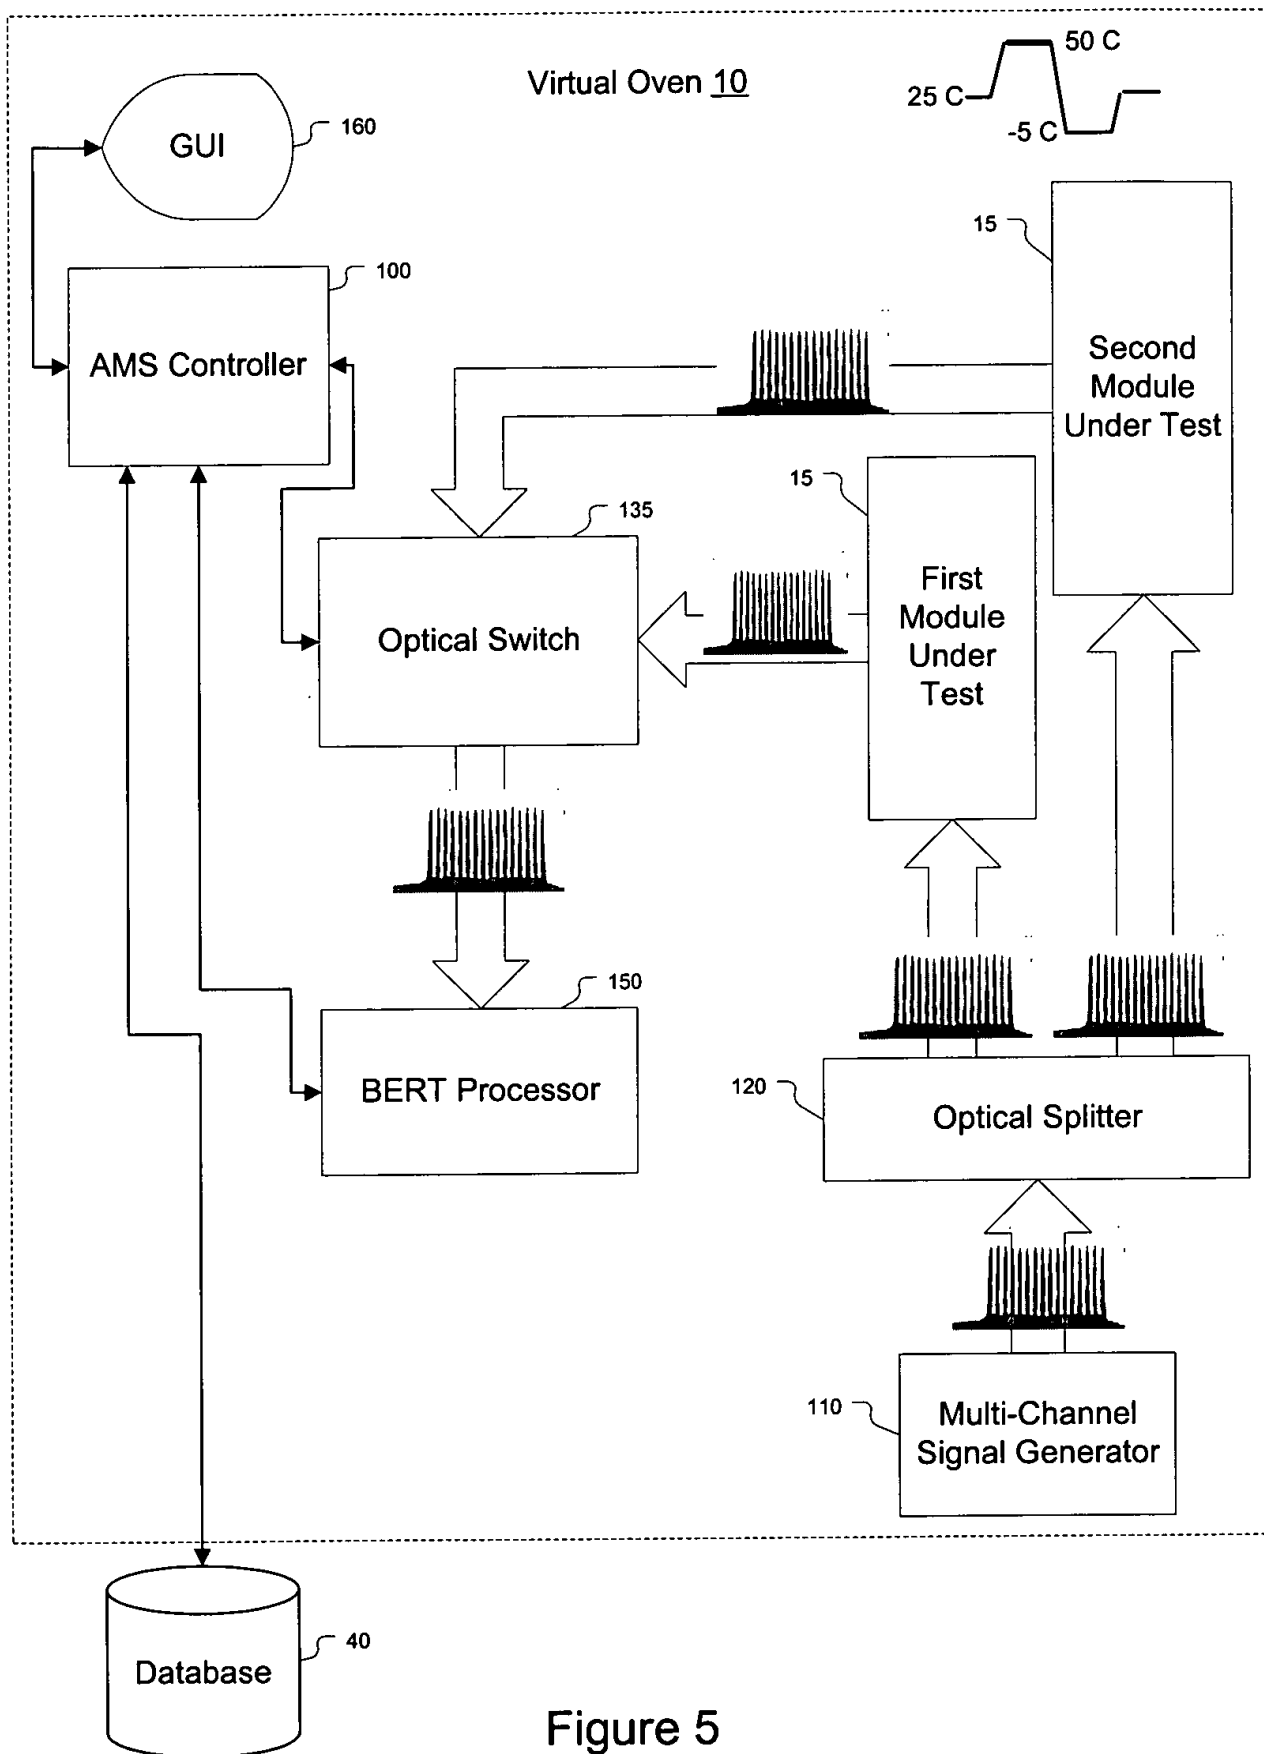 50 C
Virtual Oven 10
25 C
-5 C
GUI
160
15
100
AMS Controller
Second
Module
Under Test
15
135
First
Module
Under
Test
Optical Switch
150
BERT Processor
120
Optical Splitter
110
Multi-Channel
Signal Generator
40
Database
Figure 5